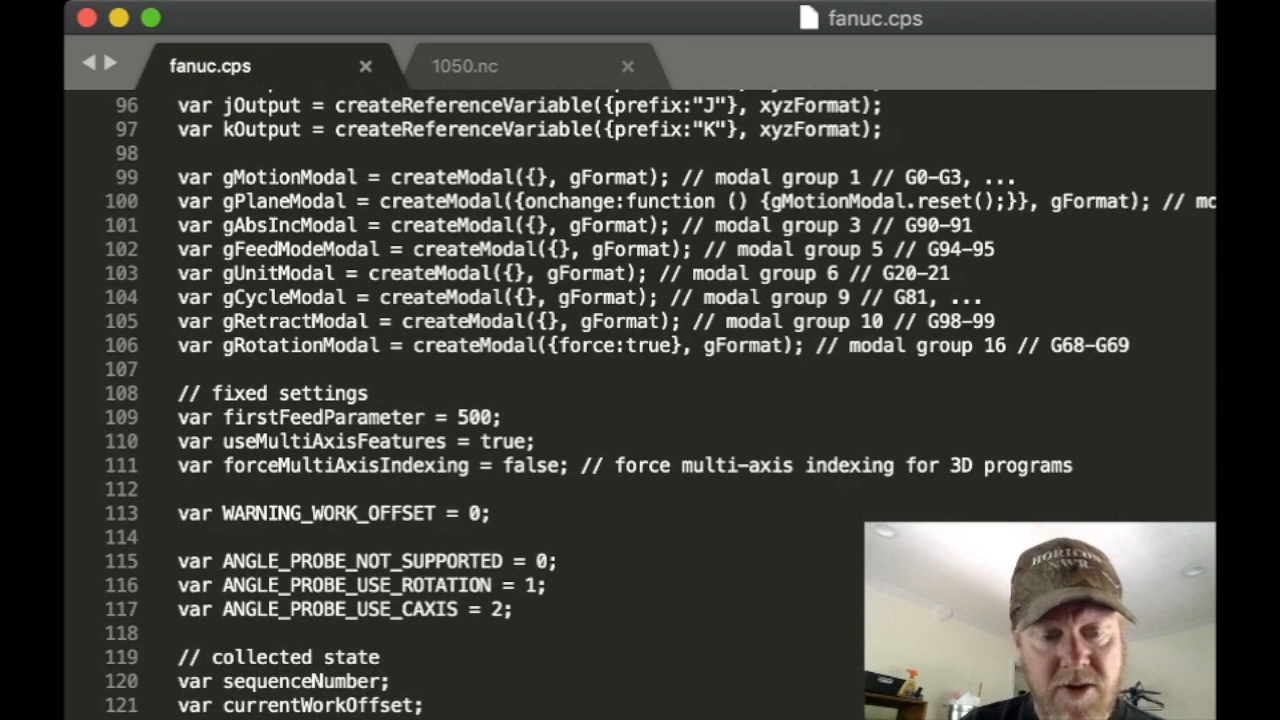 fanuc.cps
fanuc.cps ×
1050.nc ×
96 var jOutput = createReferenceVariable({prefix:"J"}, xyzFormat);
97 var kOutput = createReferenceVariable({prefix:"K"}, xyzFormat);
98
99 var gMotionModal = createModal({}, gFormat); // modal group 1 // G0-G3, ...
100 var gPlaneModal = createModal({onchange:function () {gMotionModal.reset();}}, gFormat); //
101 var gAbsIncModal = createModal({}, gFormat); // modal group 3 // G90-91
102 var gFeedModeModal = createModal({}, gFormat); // modal group 5 // G94-95
103 var gUnitModal = createModal({}, gFormat); // modal group 6 // G20-21
104 var gCycleModal = createModal({}, gFormat); // modal group 9 // G81, ...
105 var gRetractModal = createModal({}, gFormat); // modal group 10 // G98-99
106 var gRotationModal = createModal({force:true}, gFormat); // modal group 16 // G68-G69
107
108 // fixed settings
109 var firstFeedParameter = 500;
110 var useMultiAxisFeatures = true;
111 var forceMultiAxisIndexing = false; // force multi-axis indexing for 3D programs
112
113 var WARNING_WORK_OFFSET = 0;
114
115 var ANGLE_PROBE_NOT_SUPPORTED = 0;
116 var ANGLE_PROBE_USE_ROTATION = 1;
117 var ANGLE_PROBE_USE_CAXIS = 2;
118
119 // collected state
120 var sequenceNumber;
121 var currentWorkOffset;
HORICON
NWR